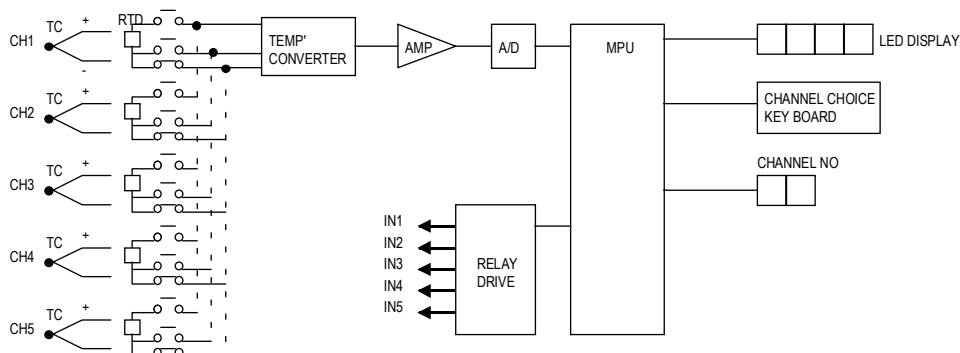 CH1 TC + - RTD
CH2 TC +
CH3 TC +
CH4 TC +
CH5 TC +
TEMP'
CONVERTER
AMP
A/D
MPU
LED DISPLAY
CHANNEL CHOICE
KEY BOARD
CHANNEL NO
IN1
IN2
IN3
IN4
IN5
RELAY
DRIVE